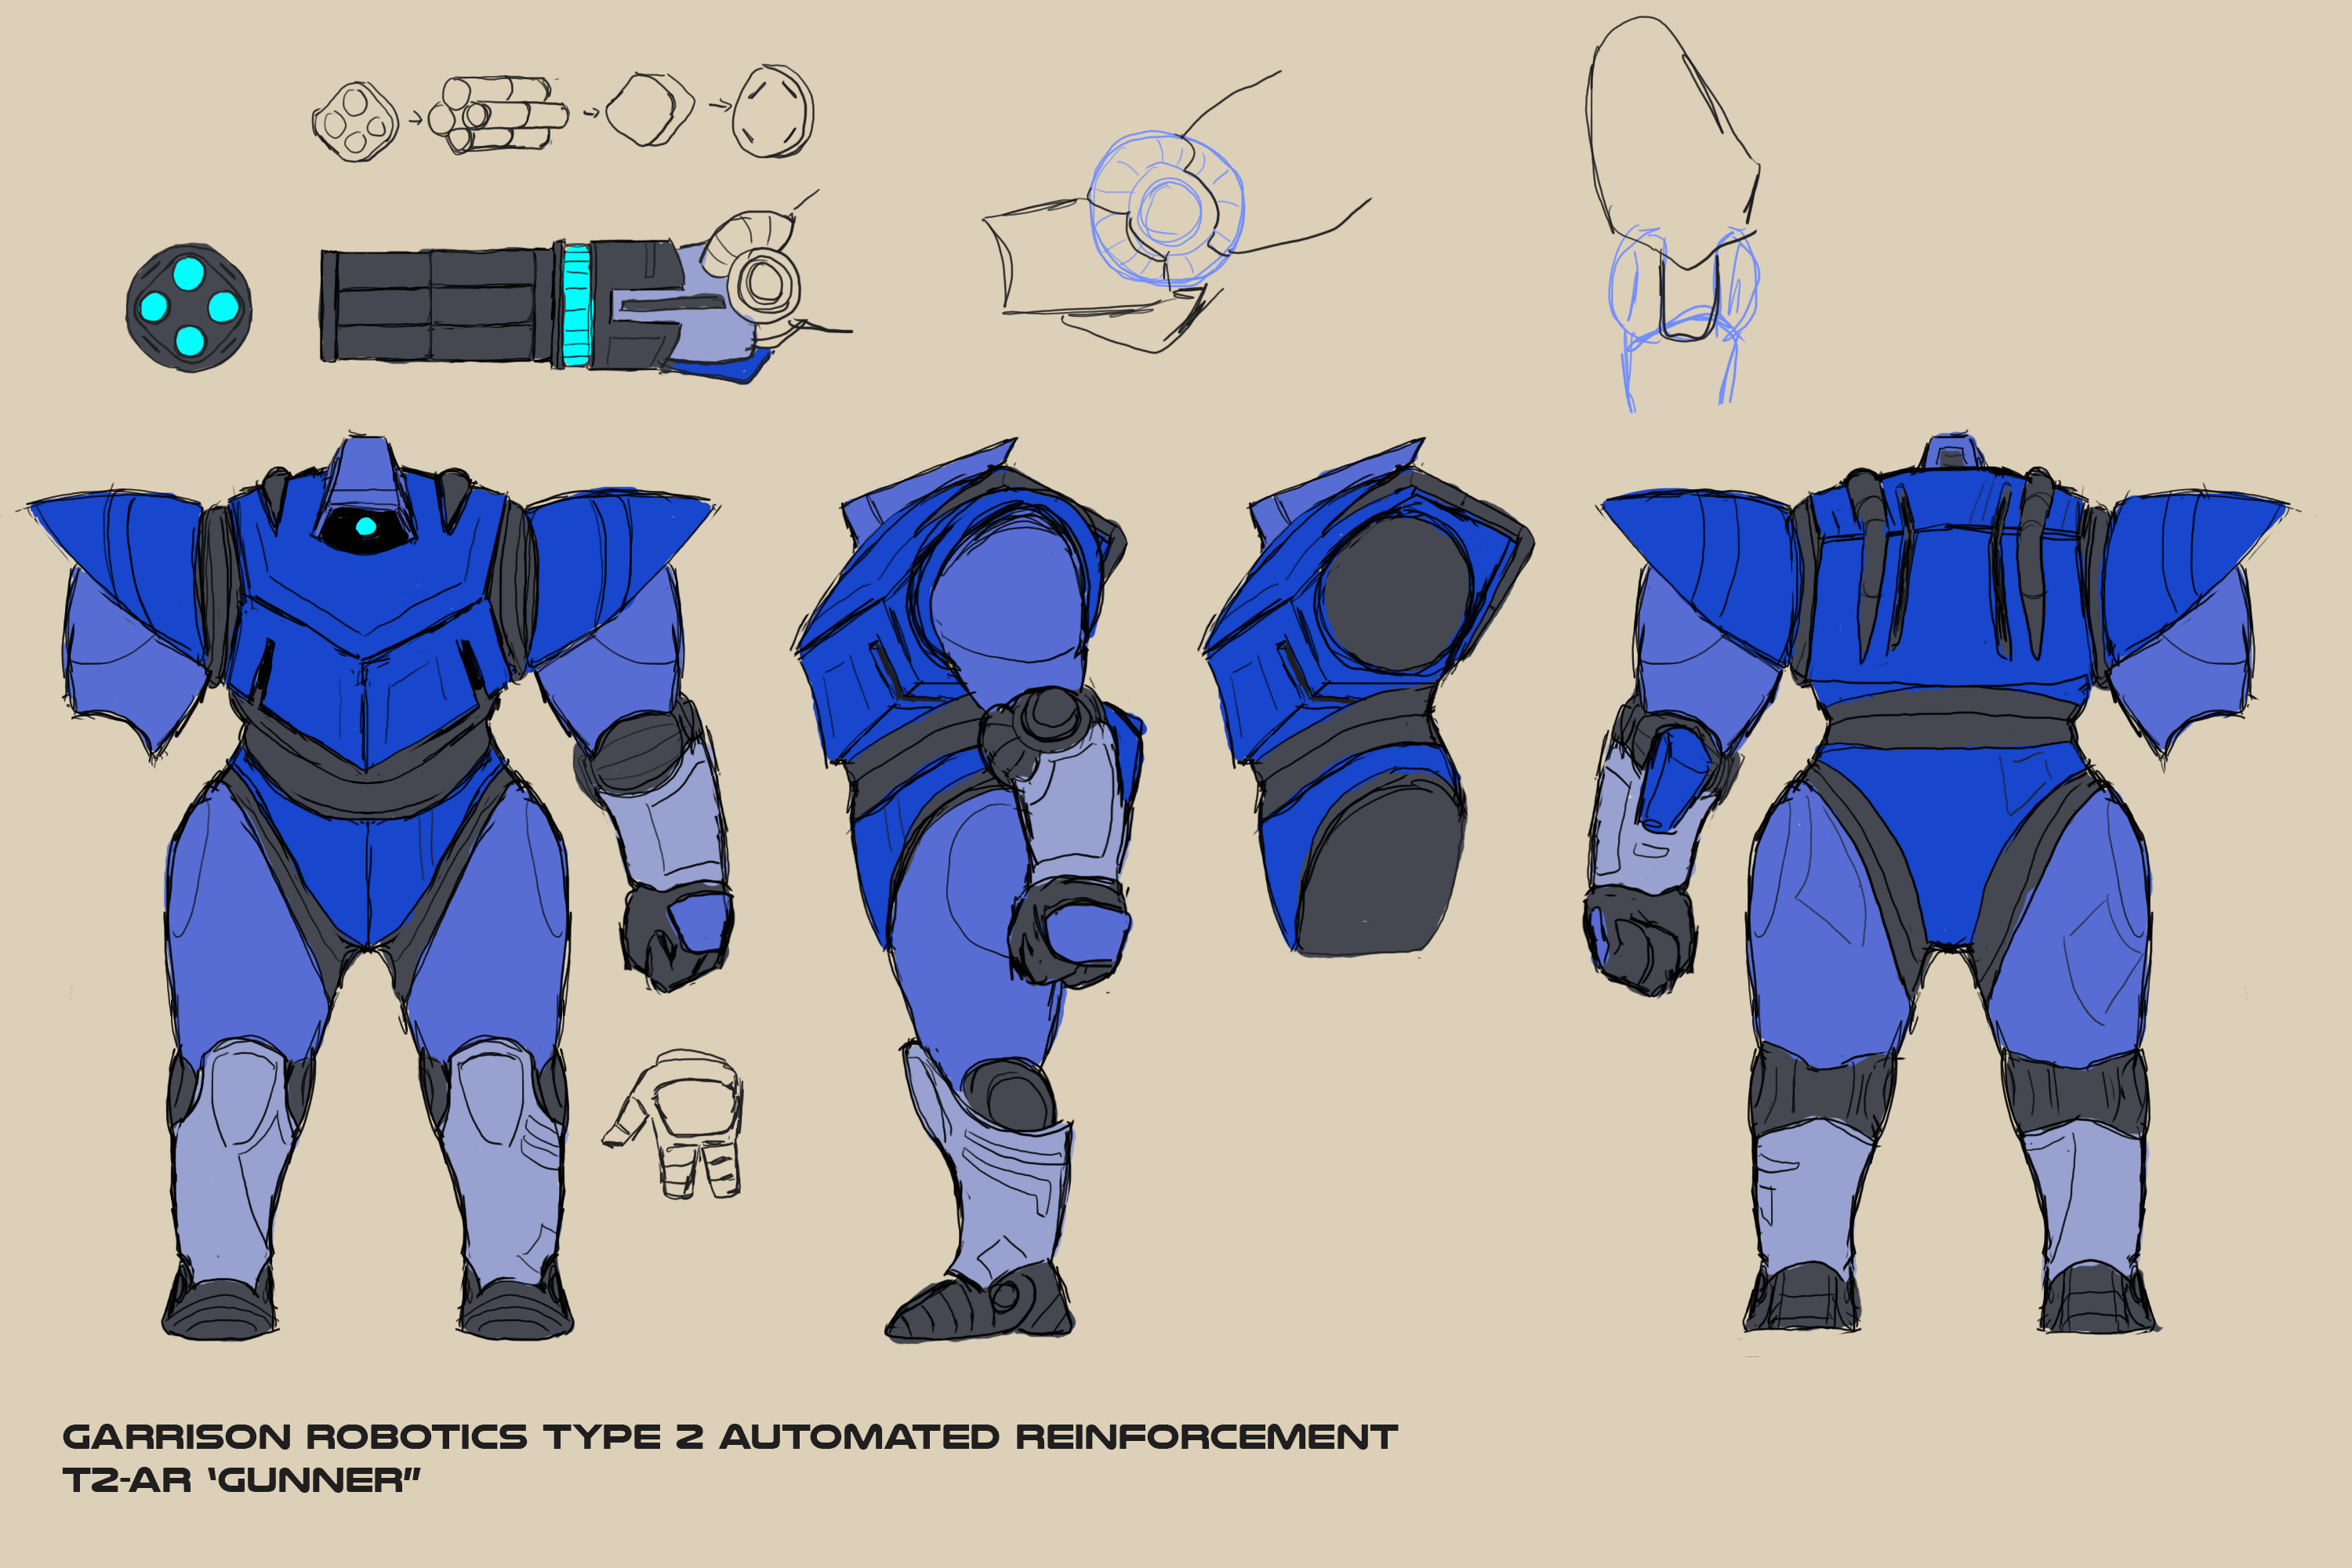 GARRISON ROBOTICS TYPE 2 AUTOMATED REINFORCEMENT
T2-AR ‘GUNNER”